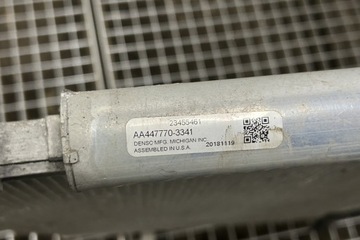 23455461
AA447770-3341
DENSO MFG. MICHIGAN INC.
ASSEMBLED IN U.S.A. 20181119